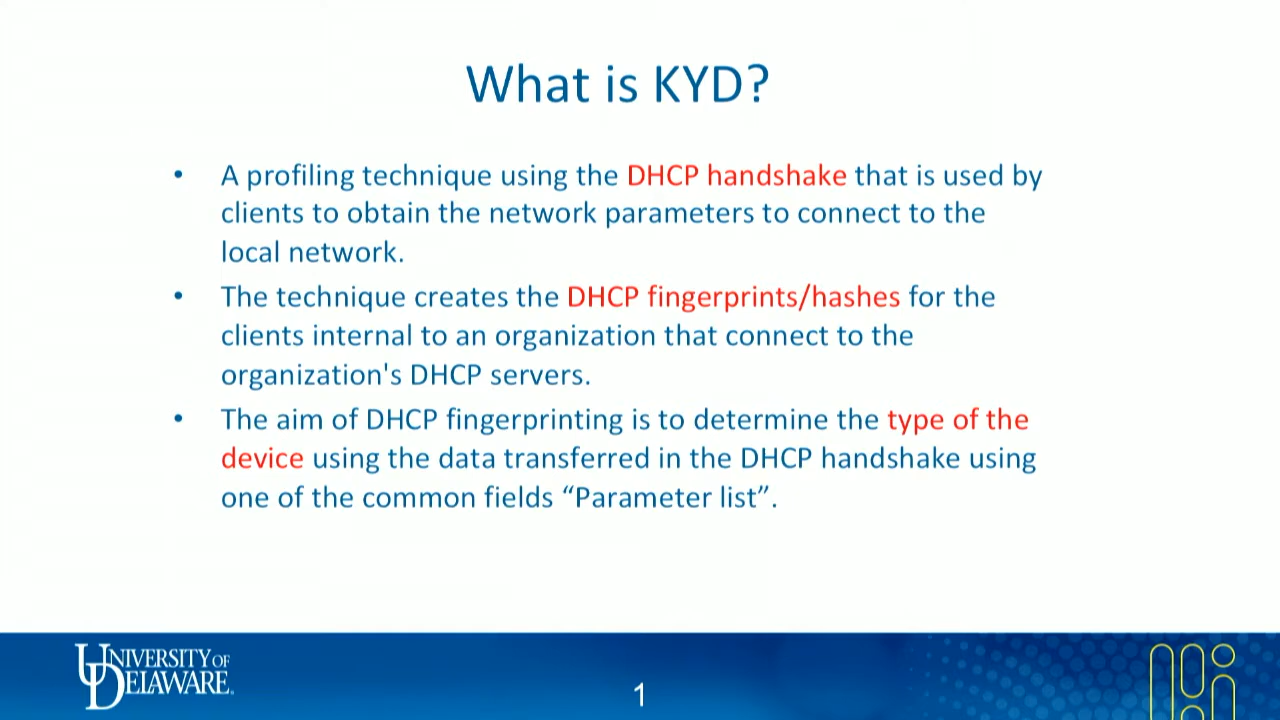 What is KYD?
• A profiling technique using the DHCP handshake that is used by
clients to obtain the network parameters to connect to the
local network.
• The technique creates the DHCP fingerprints/hashes for the
clients internal to an organization that connect to the
organization's DHCP servers.
• The aim of DHCP fingerprinting is to determine the type of the
device using the data transferred in the DHCP handshake using
one of the common fields “Parameter list”.
UNIVERSITY OF
DELAWARE.
1